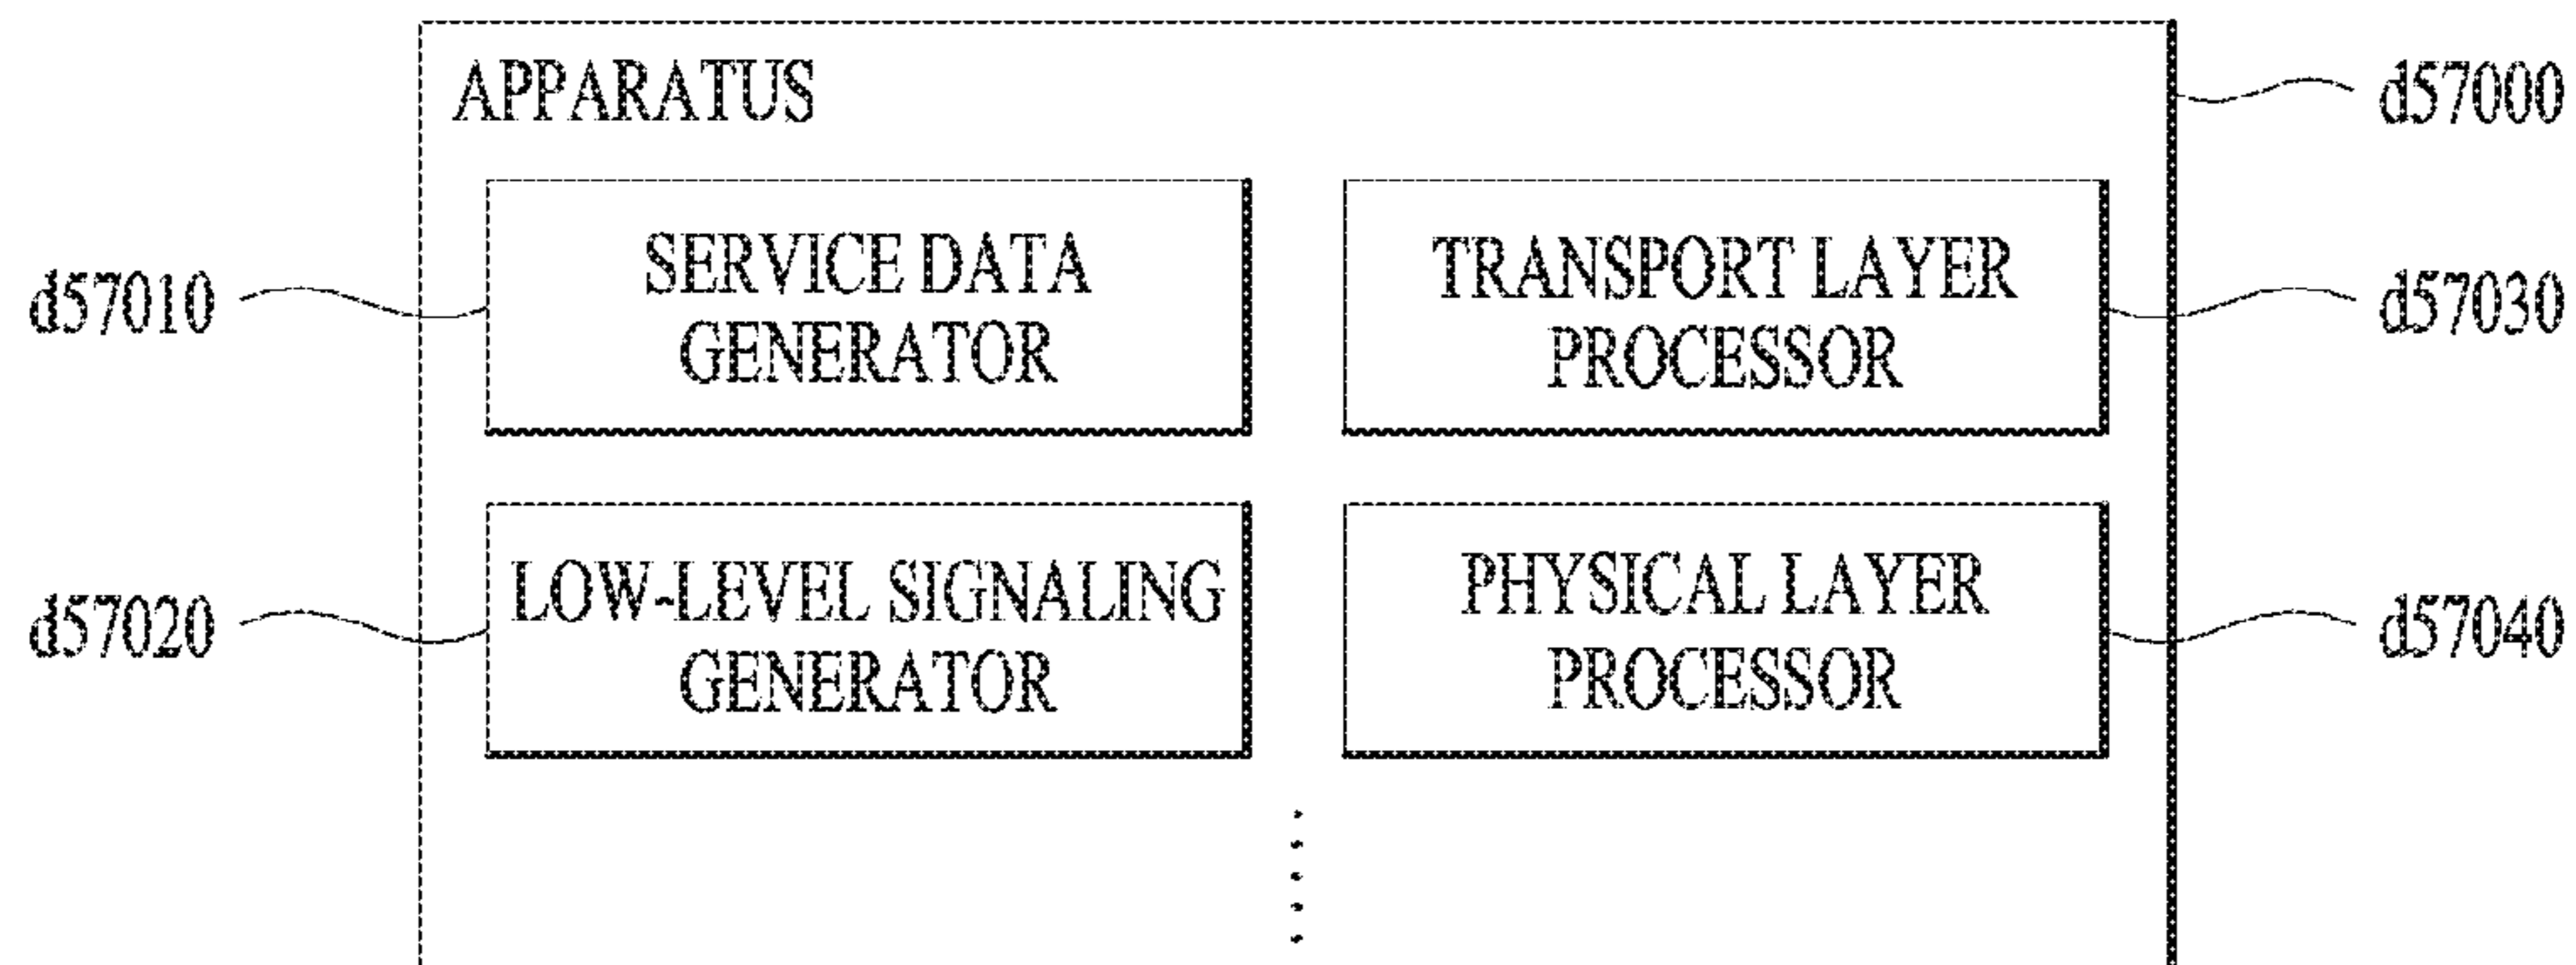 APPARATUS
d57000
d57010
SERVICE DATA
GENERATOR
TRANSPORT LAYER
PROCESSOR
d57030
d57020
LOW-LEVEL SIGNALING
GENERATOR
PHYSICAL LAYER
PROCESSOR
d57040